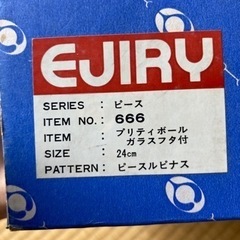 EJIRY
SERIES : ピース
ITEM NO. : 666
ITEM : プリティボール
ガラスフタ付
SIZE : 24cm
PATTERN : ピースルピナス